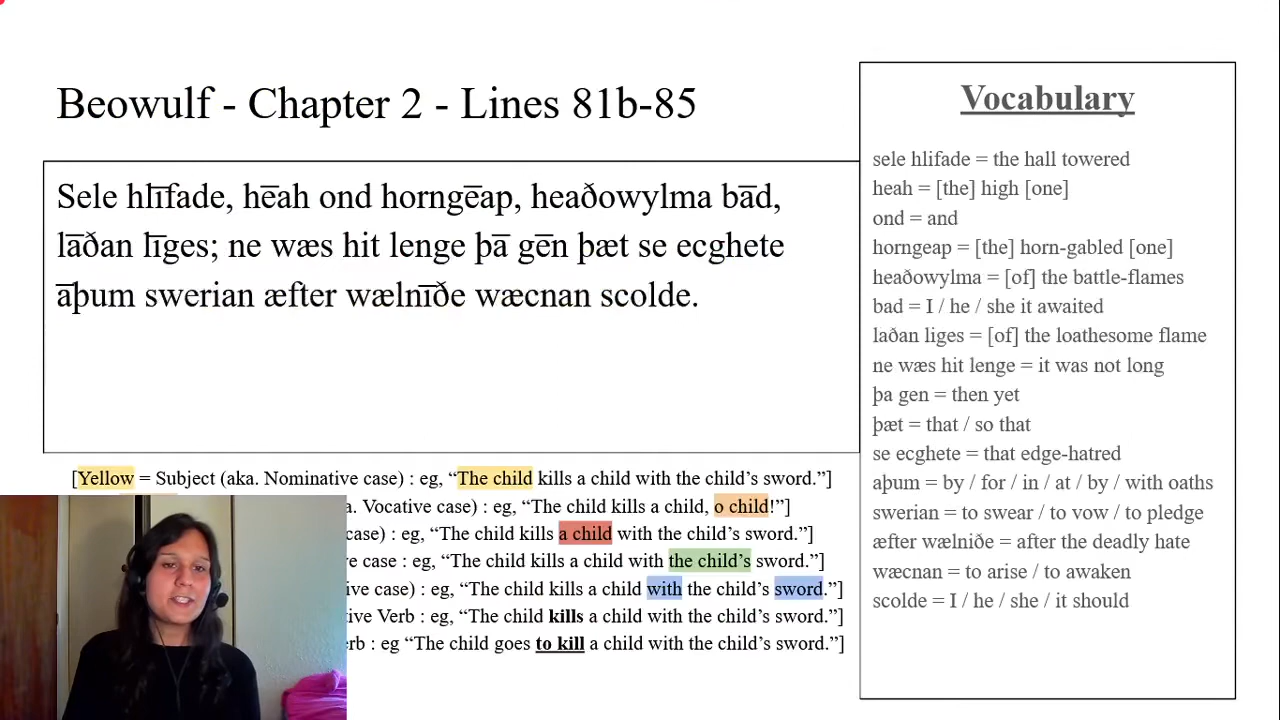 Beowulf - Chapter 2 - Lines 81b-85
Sele hlīfade, hēah ond horngēap, heaðowylma bād,
lāðan līges; ne wæs hit lenge þā gēn þæt se ecghete
āþum swerian æfter wælnīðe wæcnan scolde.
[Yellow = Subject (aka. Nominative case) : eg, “The child kills a child with the child’s sword.”]
a. Vocative case) : eg, “The child kills a child, o child!”]
case) : eg, “The child kills a child with the child’s sword.”]
ve case : eg, “The child kills a child with the child’s sword.”]
ive case) : eg, “The child kills a child with the child’s sword.”]
tive Verb : eg, “The child kills a child with the child’s sword.”]
rb : eg “The child goes to kill a child with the child’s sword.”]
Vocabulary
sele hlifade = the hall towered
heah = [the] high [one]
ond = and
horngeap = [the] horn-gabled [one]
heaðowylma = [of] the battle-flames
bad = I / he / she it awaited
laðan liges = [of] the loathesome flame
ne wæs hit lenge = it was not long
þa gen = then yet
þæt = that / so that
se ecghete = that edge-hatred
aþum = by / for / in / at / by / with oaths
swerian = to swear / to vow / to pledge
æfter wælniðe = after the deadly hate
wæcnan = to arise / to awaken
scolde = I / he / she / it should